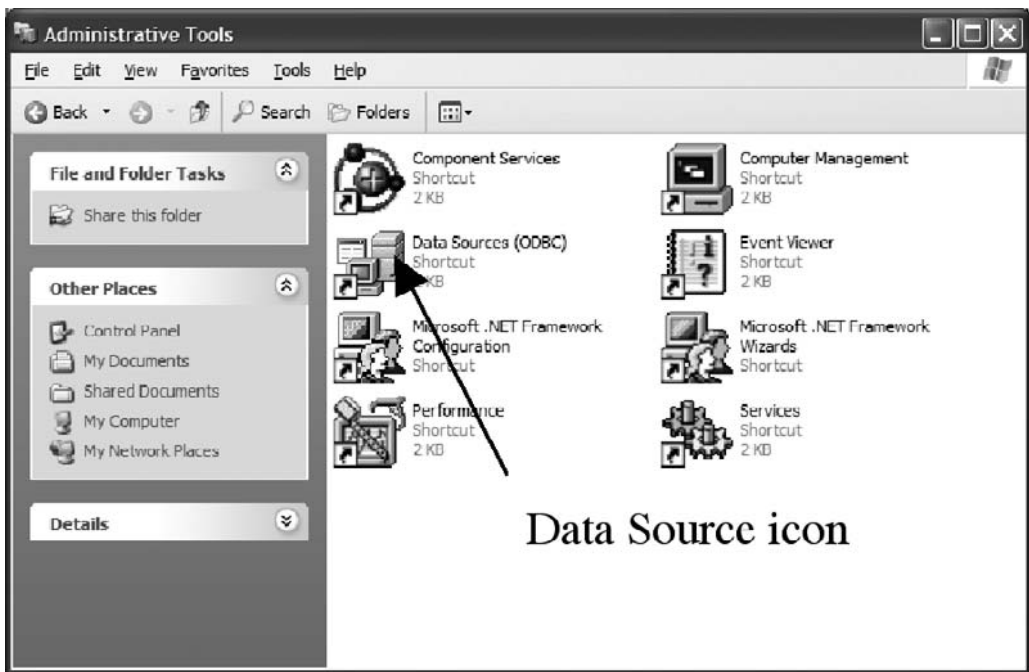 Administrative Tools
File Edit View Favorites Tools Help
Back Search Folders
File and Folder Tasks
Share this folder
Other Places
Control Panel
My Documents
Shared Documents
My Computer
My Network Places
Details
Component Services
Shortcut
2 KB
Computer Management
Shortcut
2 KB
Data Sources (ODBC)
Shortcut
KB
Event Viewer
Shortcut
2 KB
Microsoft .NET Framework
Configuration
Shortcut
Microsoft .NET Framework
Wizards
Shortcut
Performance
Shortcut
2 KB
Services
Shortcut
2 KB
Data Source icon